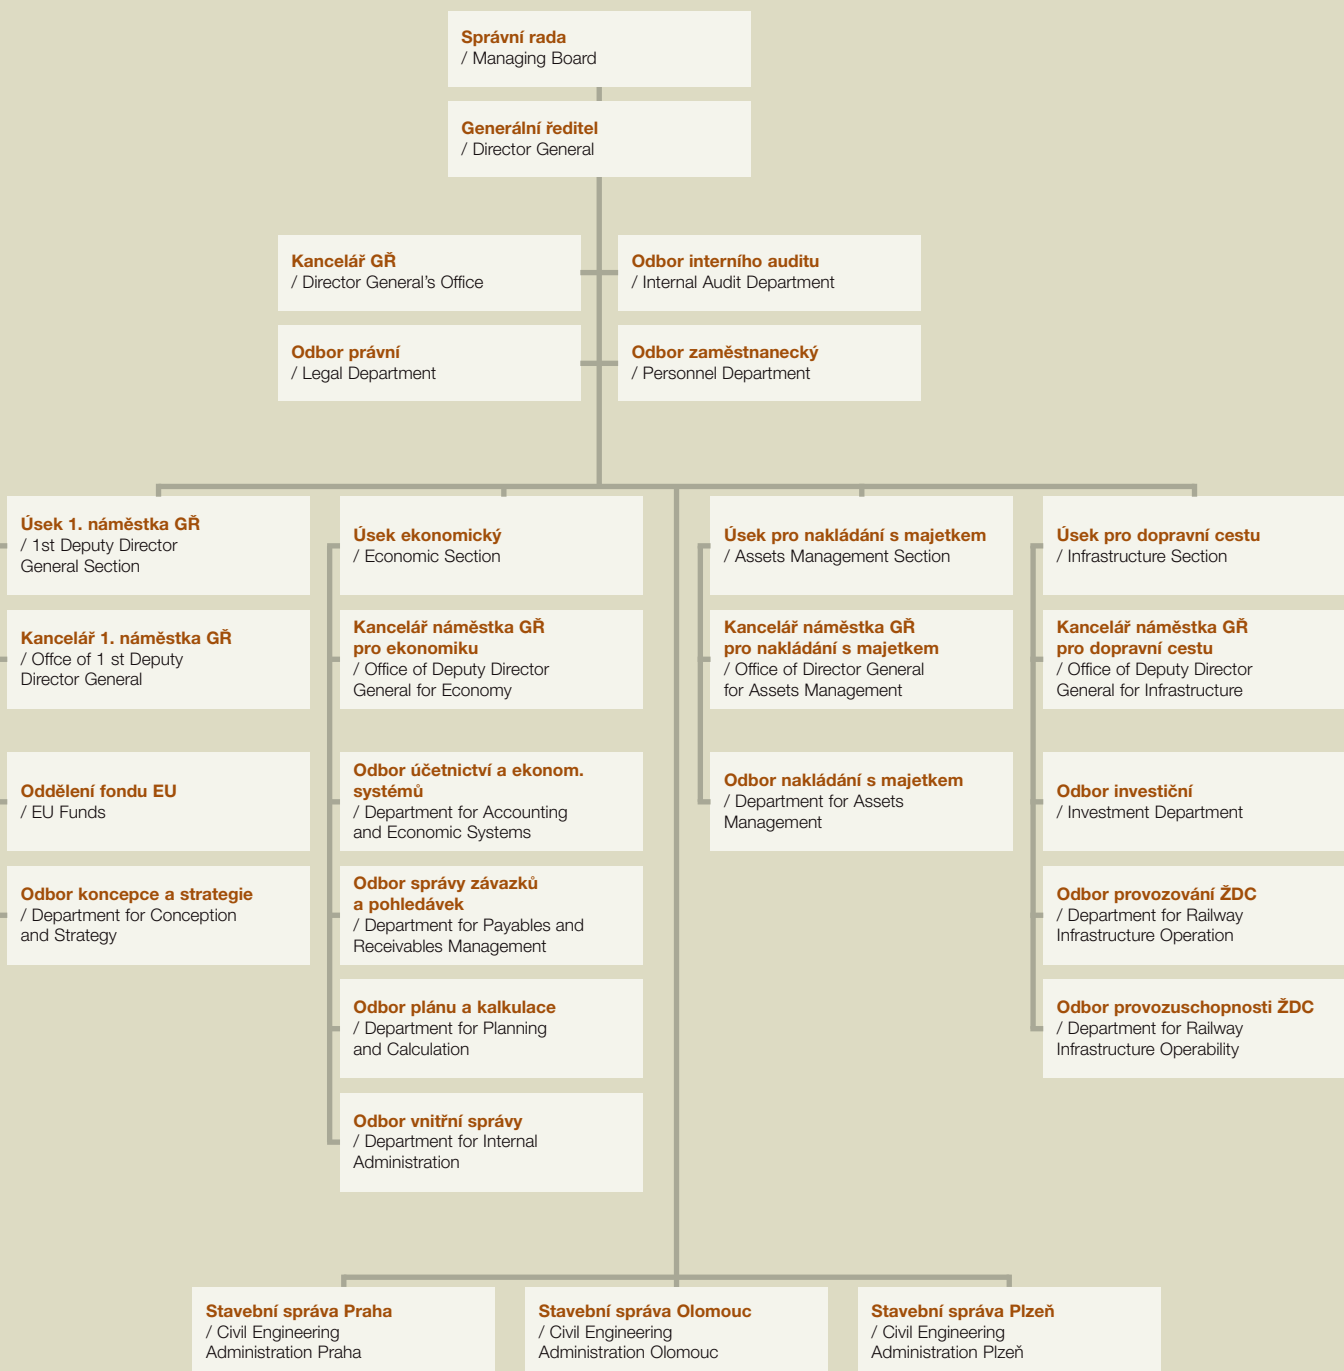 Správní rada
/ Managing Board
Generální ředitel
/ Director General
Kancelář GŘ
/ Director General's Office
Odbor interního auditu
/ Internal Audit Department
Odbor právní
/ Legal Department
Odbor zaměstnanecký
/ Personnel Department
Úsek 1. náměstka GŘ
/ 1st Deputy Director
General Section
Kancelář 1. náměstka GŘ
/ Offce of 1 st Deputy
Director General
Oddělení fondu EU
/ EU Funds
Odbor koncepce a strategie
/ Department for Conception
and Strategy
Úsek ekonomický
/ Economic Section
Kancelář náměstka GŘ
pro ekonomiku
/ Office of Deputy Director
General for Economy
Odbor účetnictví a ekonom.
systémů
/ Department for Accounting
and Economic Systems
Odbor správy závazků
a pohledávek
/ Department for Payables and
Receivables Management
Odbor plánu a kalkulace
/ Department for Planning
and Calculation
Odbor vnitřní správy
/ Department for Internal
Administration
Úsek pro nakládání s majetkem
/ Assets Management Section
Kancelář náměstka GŘ
pro nakládání s majetkem
/ Office of Director General
for Assets Management
Odbor nakládání s majetkem
/ Department for Assets
Management
Úsek pro dopravní cestu
/ Infrastructure Section
Kancelář náměstka GŘ
pro dopravní cestu
/ Office of Deputy Director
General for Infrastructure
Odbor investiční
/ Investment Department
Odbor provozování ŽDC
/ Department for Railway
Infrastructure Operation
Odbor provozuschopnosti ŽDC
/ Department for Railway
Infrastructure Operability
Stavební správa Praha
/ Civil Engineering
Administration Praha
Stavební správa Olomouc
/ Civil Engineering
Administration Olomouc
Stavební správa Plzeň
/ Civil Engineering
Administration Plzeň